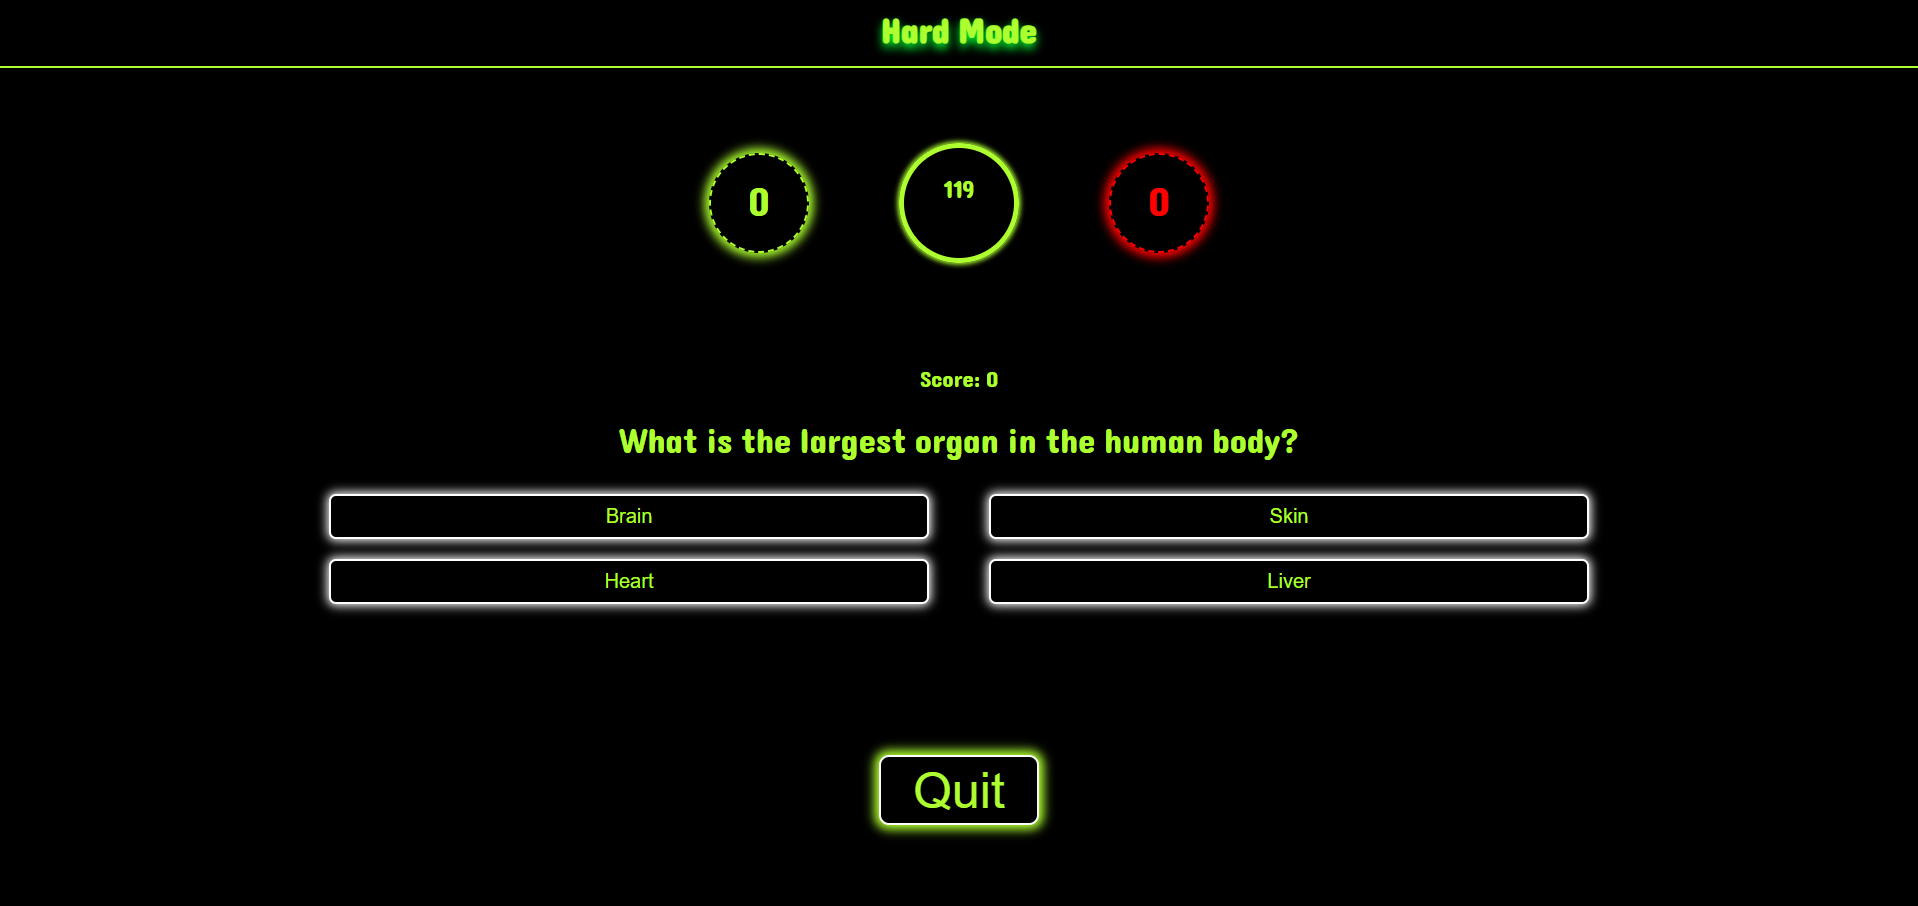 Hard Mode
0 119 0
Score: 0
What is the largest organ in the human body?
Brain Skin
Heart Liver
Quit